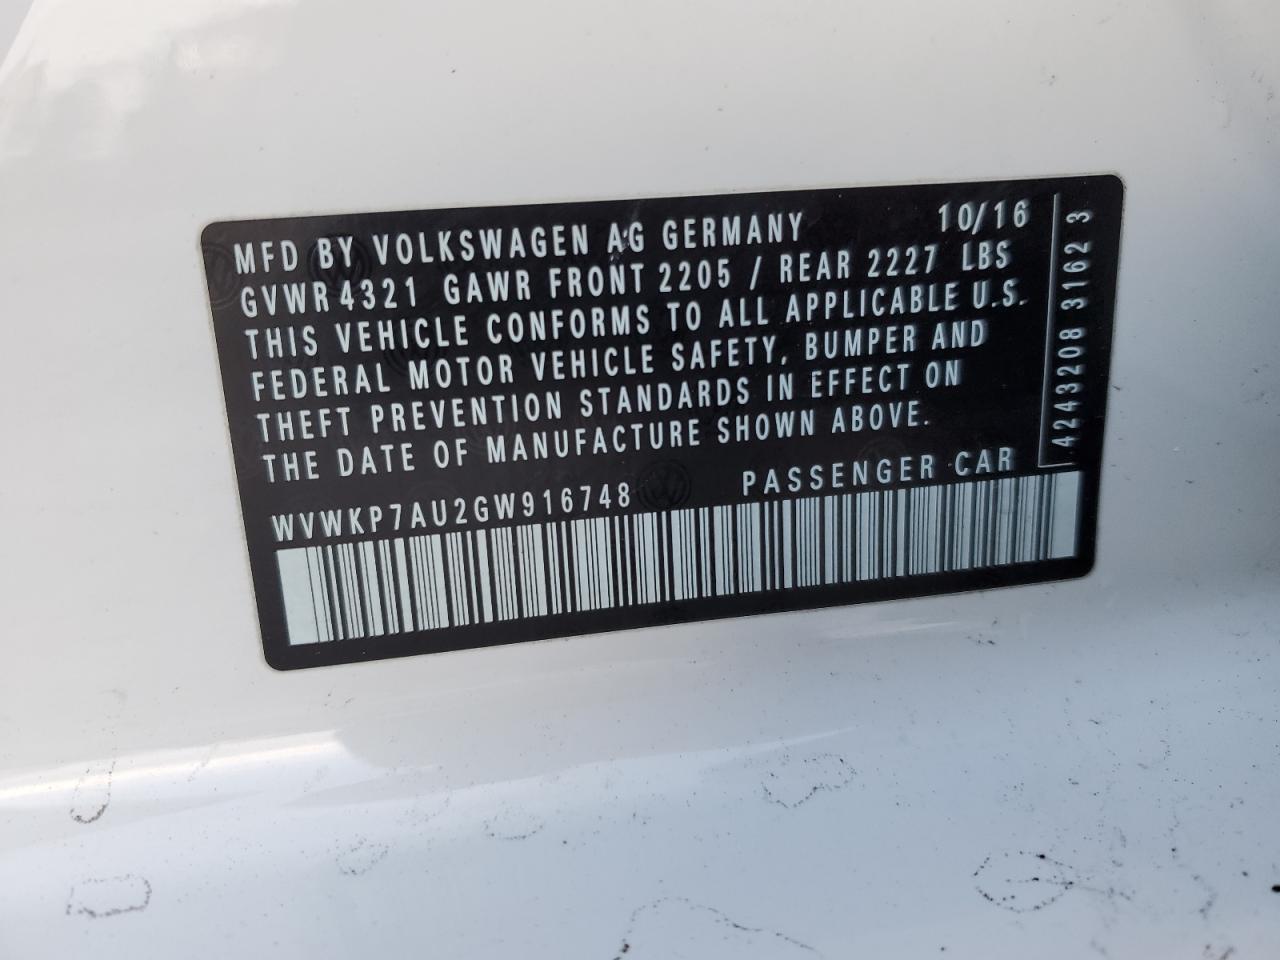 MFD BY VOLKSWAGEN AG GERMANY 10/16
GVWR 4321 GAWR FRONT 2205 / REAR 2227 LBS
THIS VEHICLE CONFORMS TO ALL APPLICABLE U.S.
FEDERAL MOTOR VEHICLE SAFETY, BUMPER AND
THEFT PREVENTION STANDARDS IN EFFECT ON
THE DATE OF MANUFACTURE SHOWN ABOVE.
WVWKP7AU2GW916748 PASSENGER CAR
4243208 3162 3